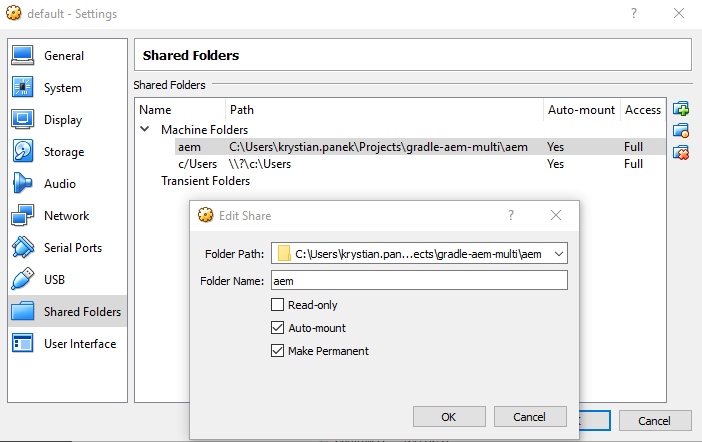 default - Settings
General
System
Display
Storage
Audio
Network
Serial Ports
USB
Shared Folders
User Interface
Shared Folders
Shared Folders
Name Path Auto-mount Access
Machine Folders
aem C:\Users\krystian.panek\Projects\gradle-aem-multi\aem Yes Full
c/Users \\?\c:\Users Yes Full
Transient Folders
Edit Share
Folder Path: C:\Users\krystian.pan...ects\gradle-aem-multi\aem
Folder Name: aem
Read-only
Auto-mount
Make Permanent
OK Cancel
Cancel